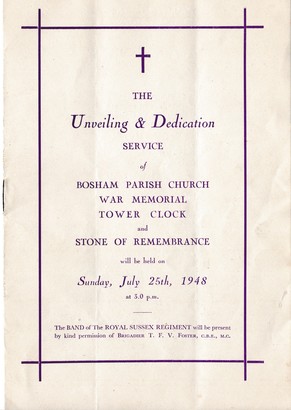 THE
Unveiling & Dedication
SERVICE
of
BOSHAM PARISH CHURCH
WAR MEMORIAL
TOWER CLOCK
and
STONE OF REMEMBRANCE
will be held on
Sunday, July 25th, 1948
at 5.0 p.m.
The BAND of The ROYAL SUSSEX REGIMENT will be present
by kind permission of BRIGADIER T. F. V. FOSTER, C.B.E., M.C.